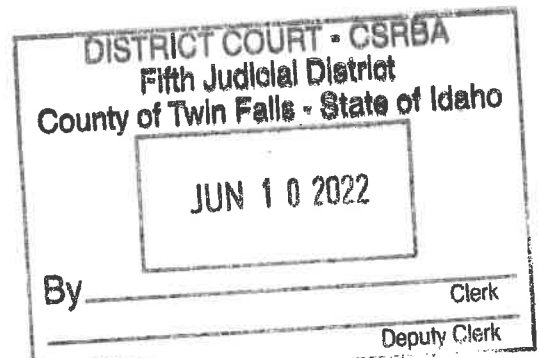 DISTRICT COURT - CSRBA
Fifth Judicial District
County of Twin Falls - State of Idaho
JUN 10 2022
By
Clerk
Deputy Clerk